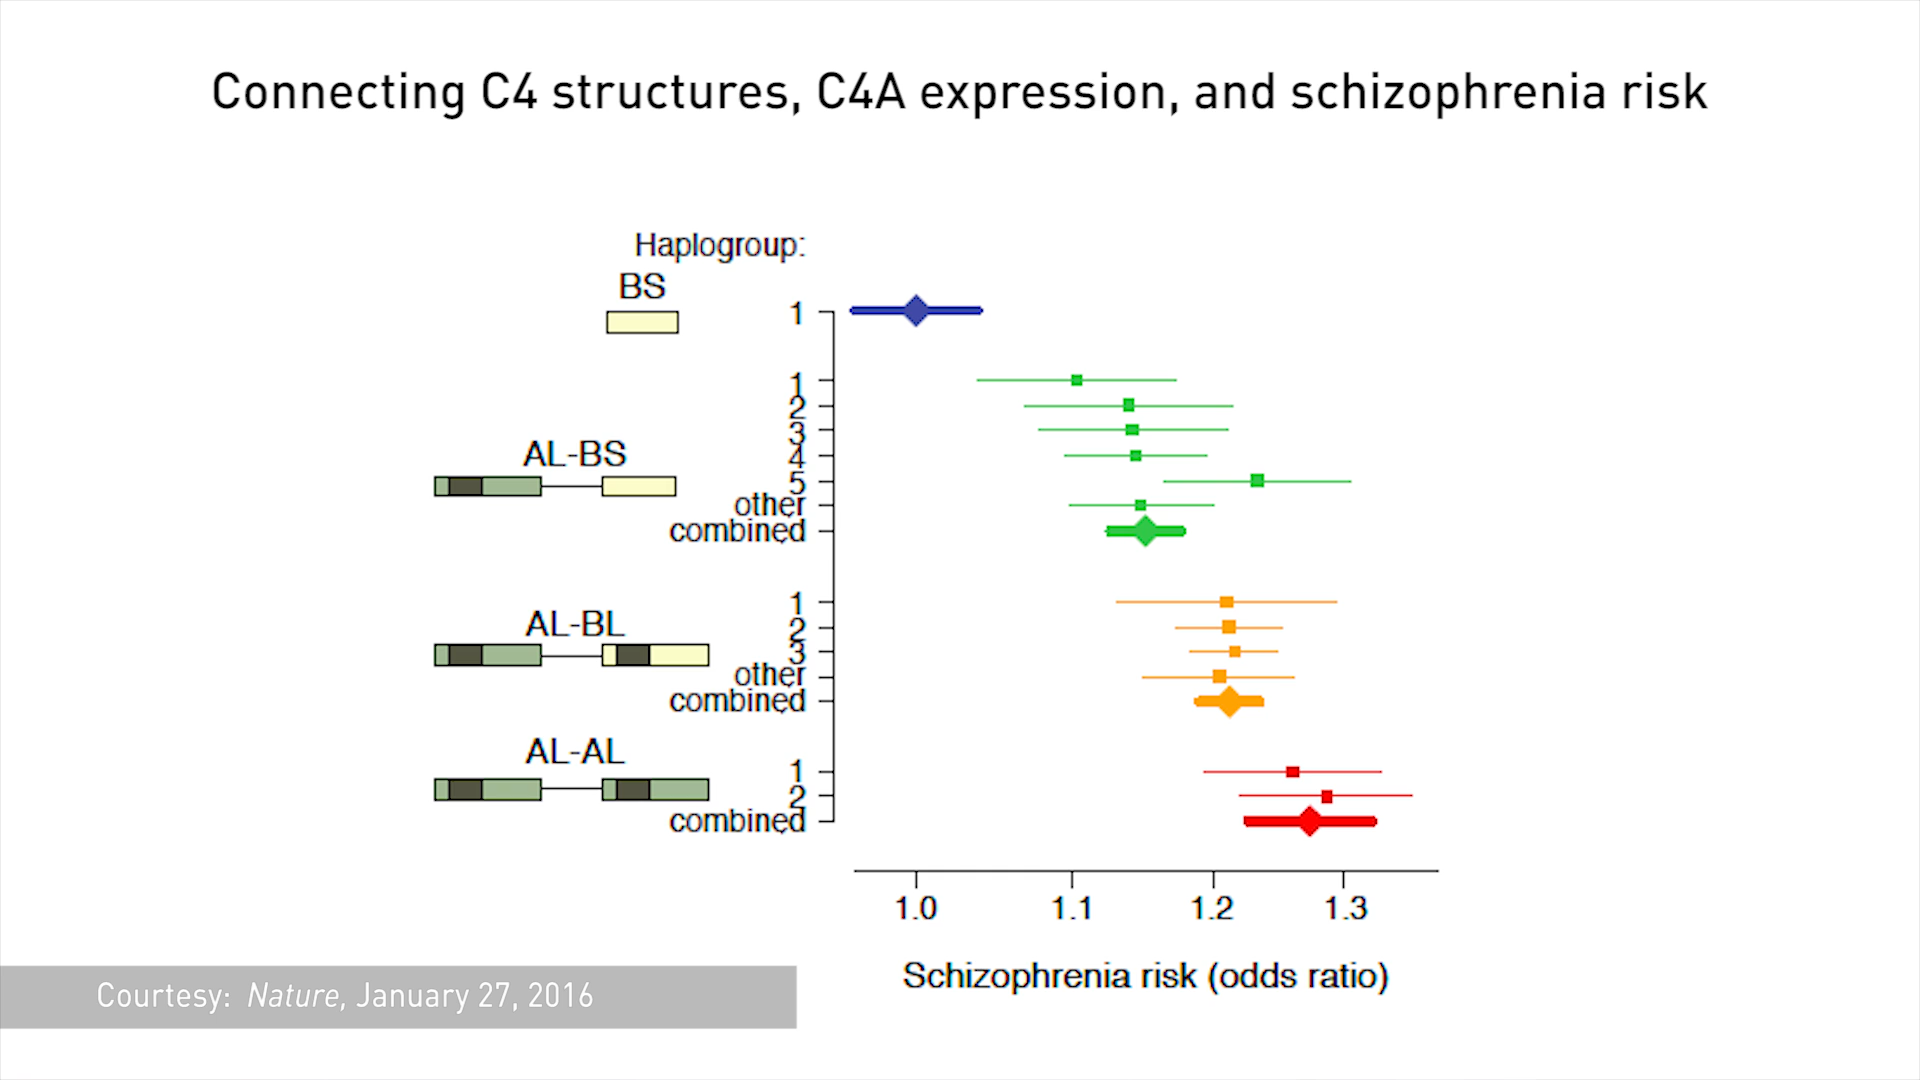 Connecting C4 structures, C4A expression, and schizophrenia risk
Haplogroup:
BS
1
AL-BS
1
2
3
4
5
other
combined
AL-BL
1
2
3
other
combined
AL-AL
1
2
combined
1.0 1.1 1.2 1.3
Schizophrenia risk (odds ratio)
Courtesy: Nature, January 27, 2016